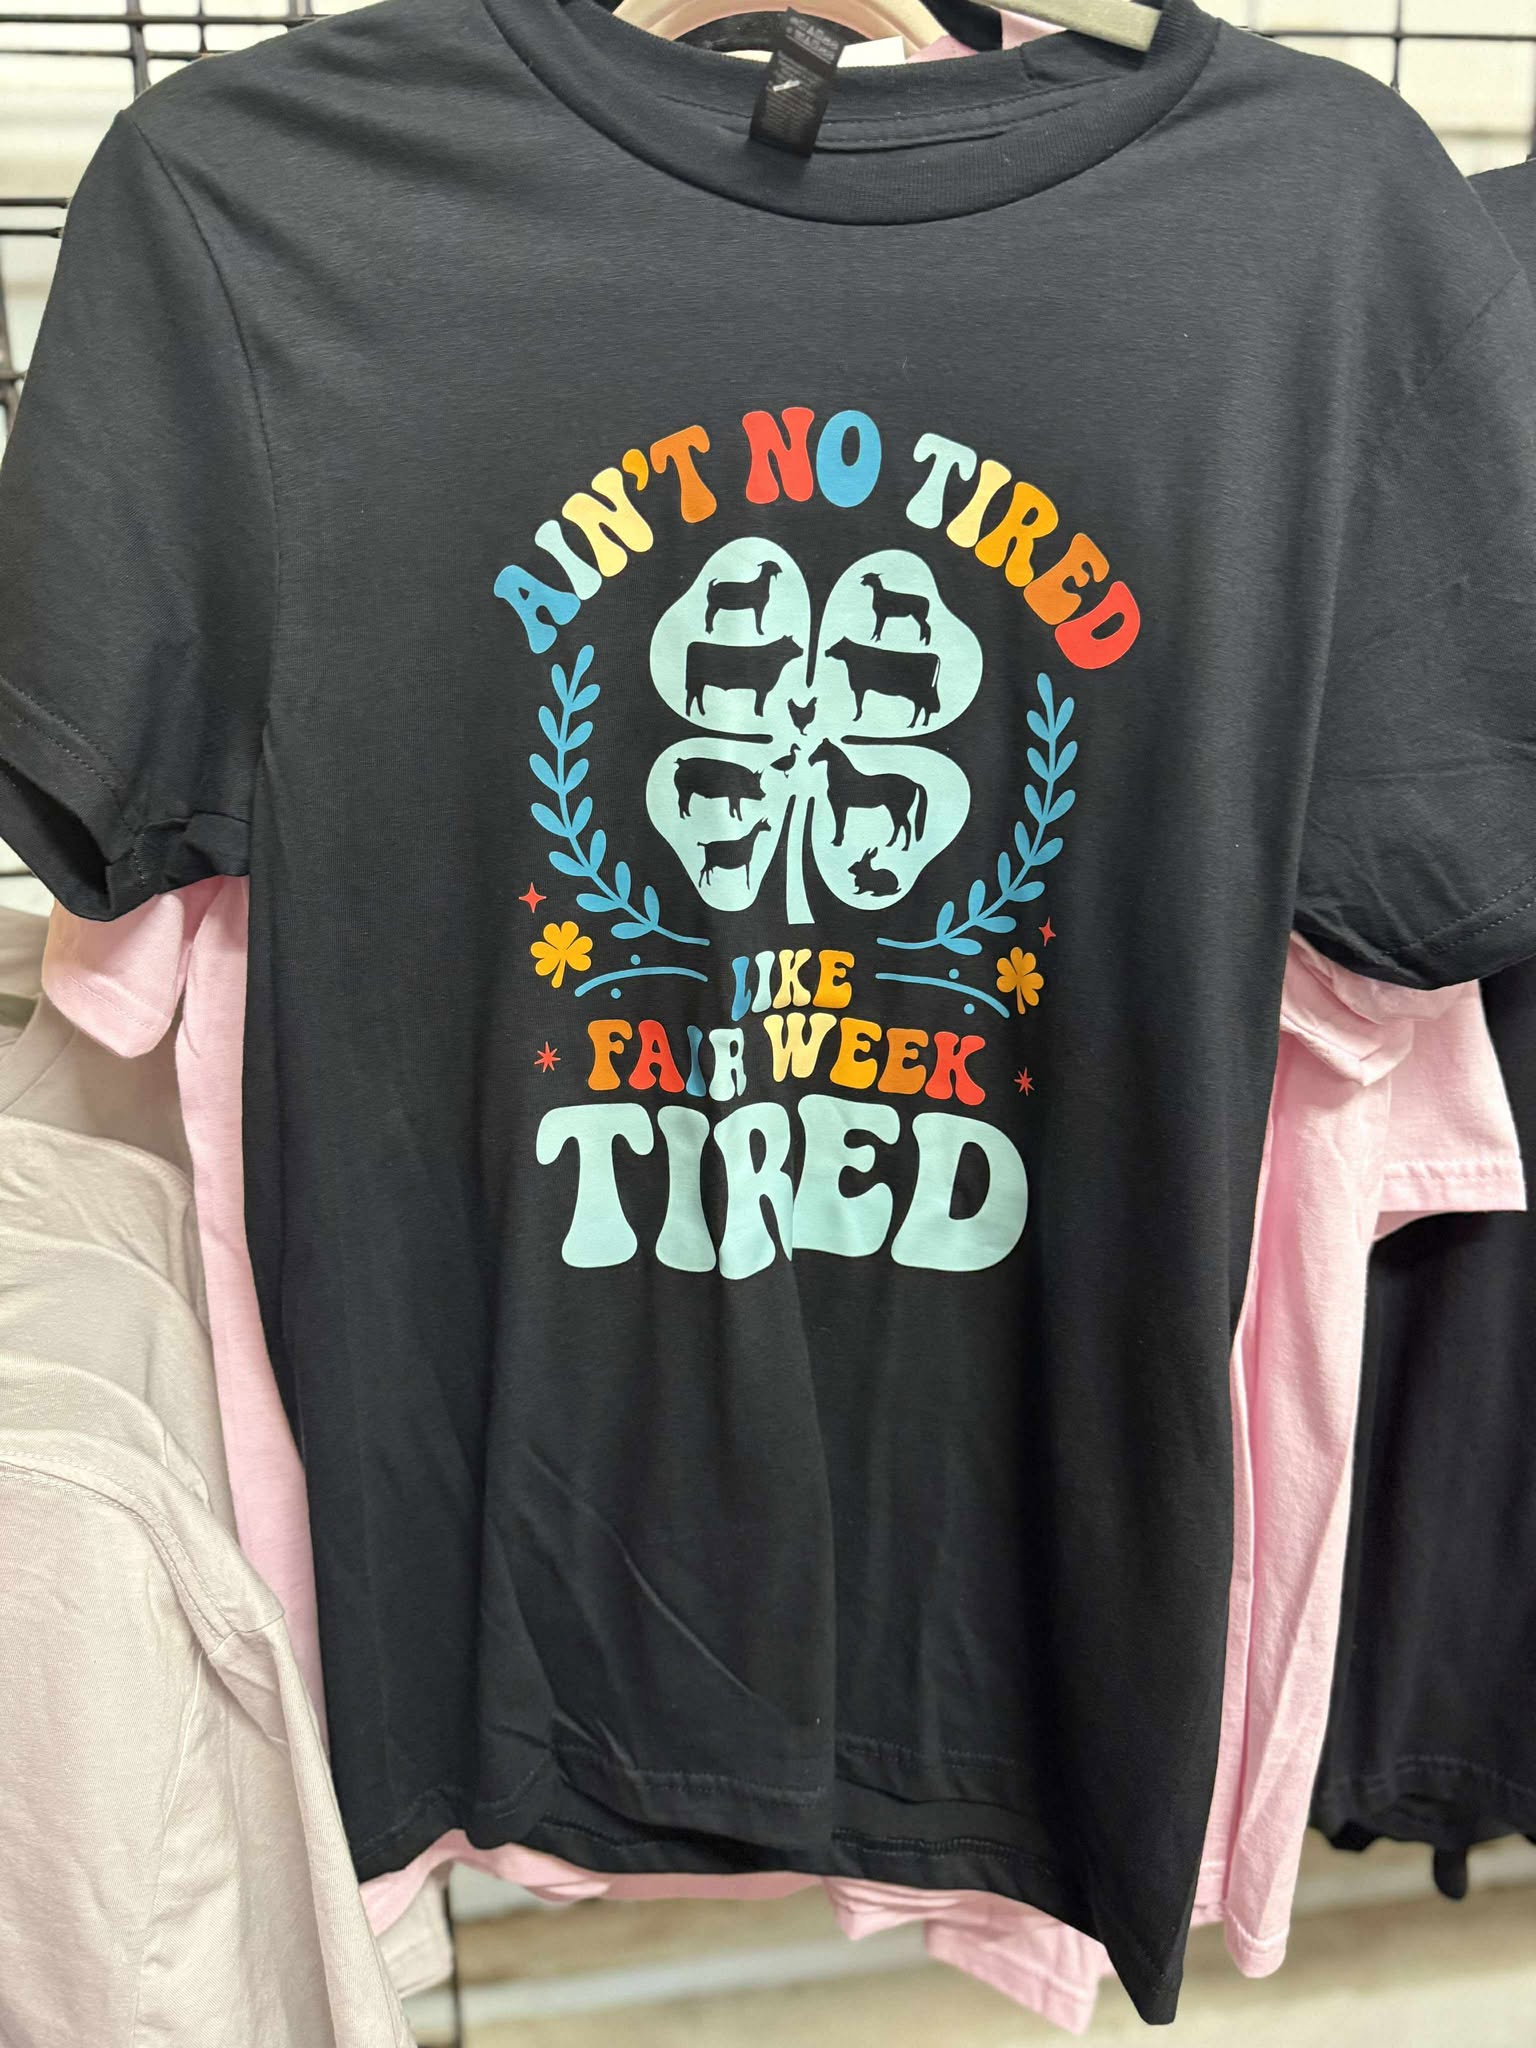 AIN'T NO TIRED
LIKE
FAIR WEEK
TIRED